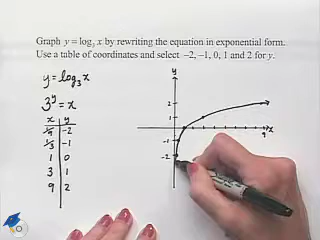 Graph y = log₃ x by rewriting the equation in exponential form.
Use a table of coordinates and select −2, −1, 0, 1 and 2 for y.
y = log₃ x
3ʸ = x
x | y
1/9 | -2
1/3 | -1
1 | 0
3 | 1
9 | 2
y
2
1
9 x
-1
-2